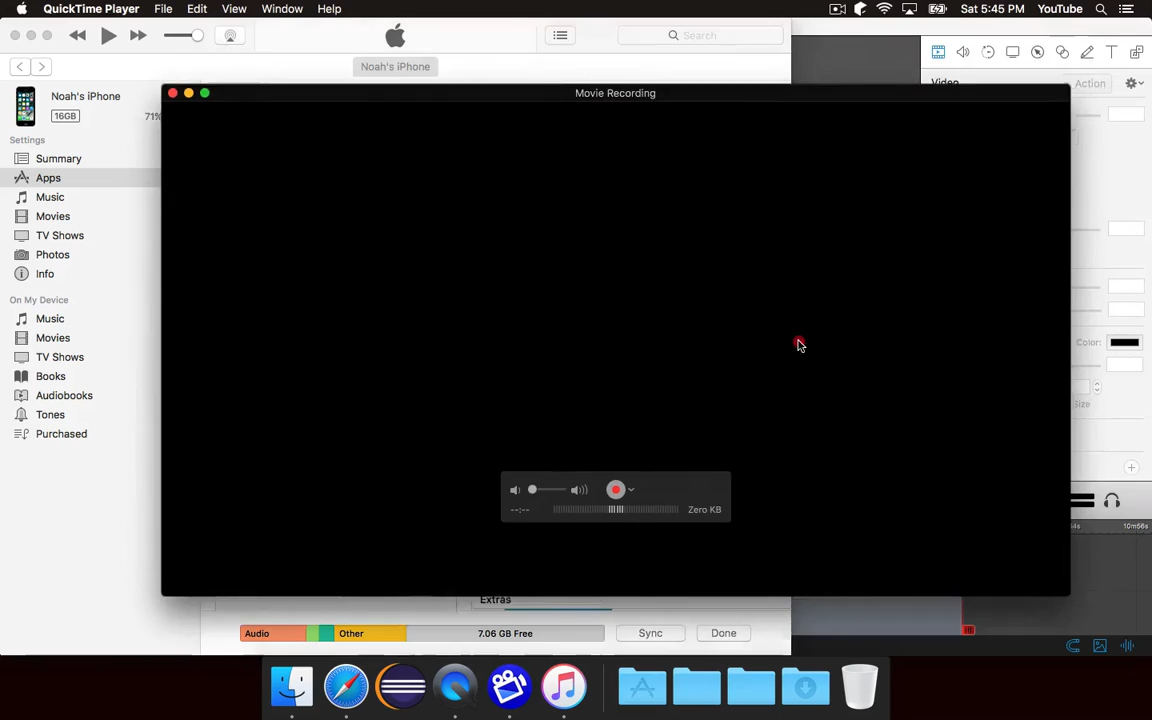 QuickTime Player File Edit View Window Help Sat 5:45 PM YouTube
Search
Noah's iPhone
Video
Action
Noah's iPhone
16GB 71%
Movie Recording
Settings
Summary
Apps
Music
Movies
TV Shows
Photos
Info
On My Device
Music
Movies
TV Shows
Books
Audiobooks
Tones
Purchased
Color:
Size
--:-- Zero KB
10m56s
Extras
Audio Other 7.06 GB Free Sync Done